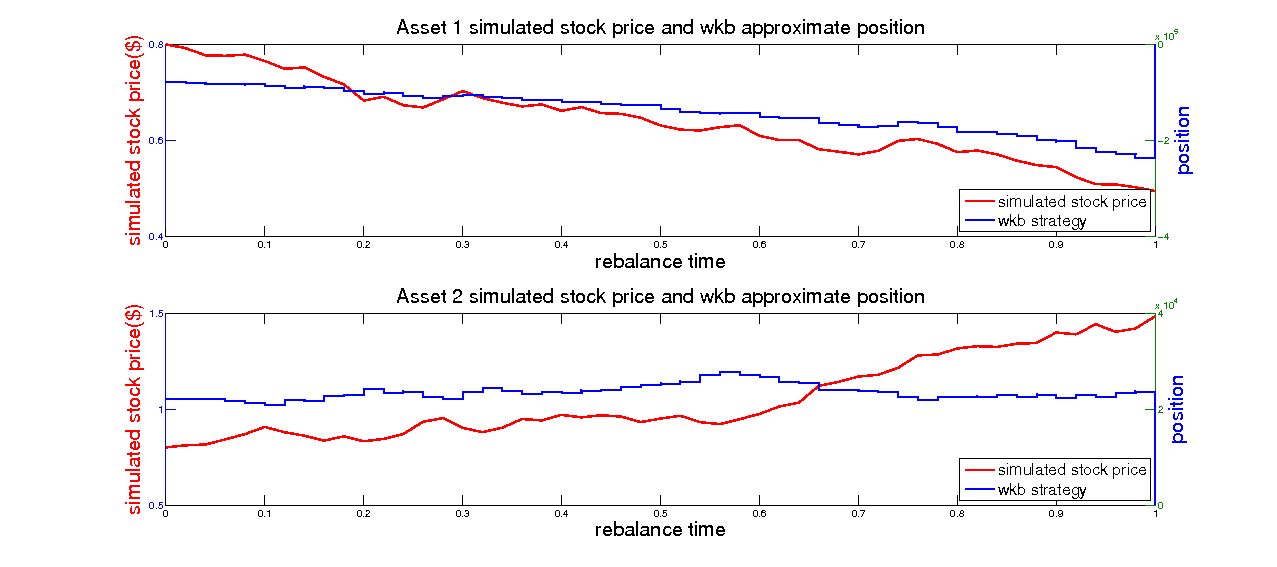 Asset 1 simulated stock price and wkb approximate position
x 10^5
simulated stock price($)
0.8
0.6
0.4
0
-2
-4
position
simulated stock price
wkb strategy
0 0.1 0.2 0.3 0.4 0.5 0.6 0.7 0.8 0.9 1
rebalance time
Asset 2 simulated stock price and wkb approximate position
x 10^4
simulated stock price($)
1.5
1
0.5
4
2
0
position
simulated stock price
wkb strategy
0 0.1 0.2 0.3 0.4 0.5 0.6 0.7 0.8 0.9 1
rebalance time